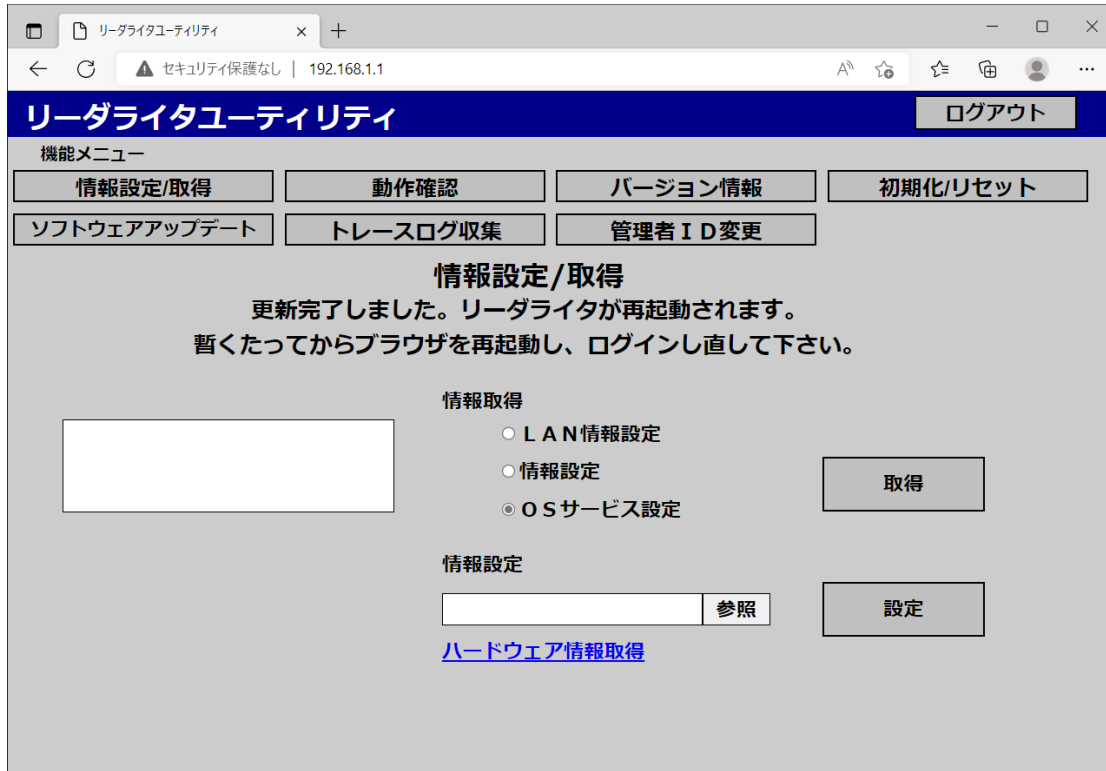 リーダライタユーティリティ
セキュリティ保護なし | 192.168.1.1
リーダライタユーティリティ
ログアウト
機能メニュー
情報設定/取得
動作確認
バージョン情報
初期化/リセット
ソフトウェアアップデート
トレースログ収集
管理者ＩＤ変更
情報設定/取得
更新完了しました。リーダライタが再起動されます。
暫くたってからブラウザを再起動し、ログインし直して下さい。
情報取得
ＬＡＮ情報設定
情報設定
ＯＳサービス設定
取得
情報設定
参照
設定
ハードウェア情報取得